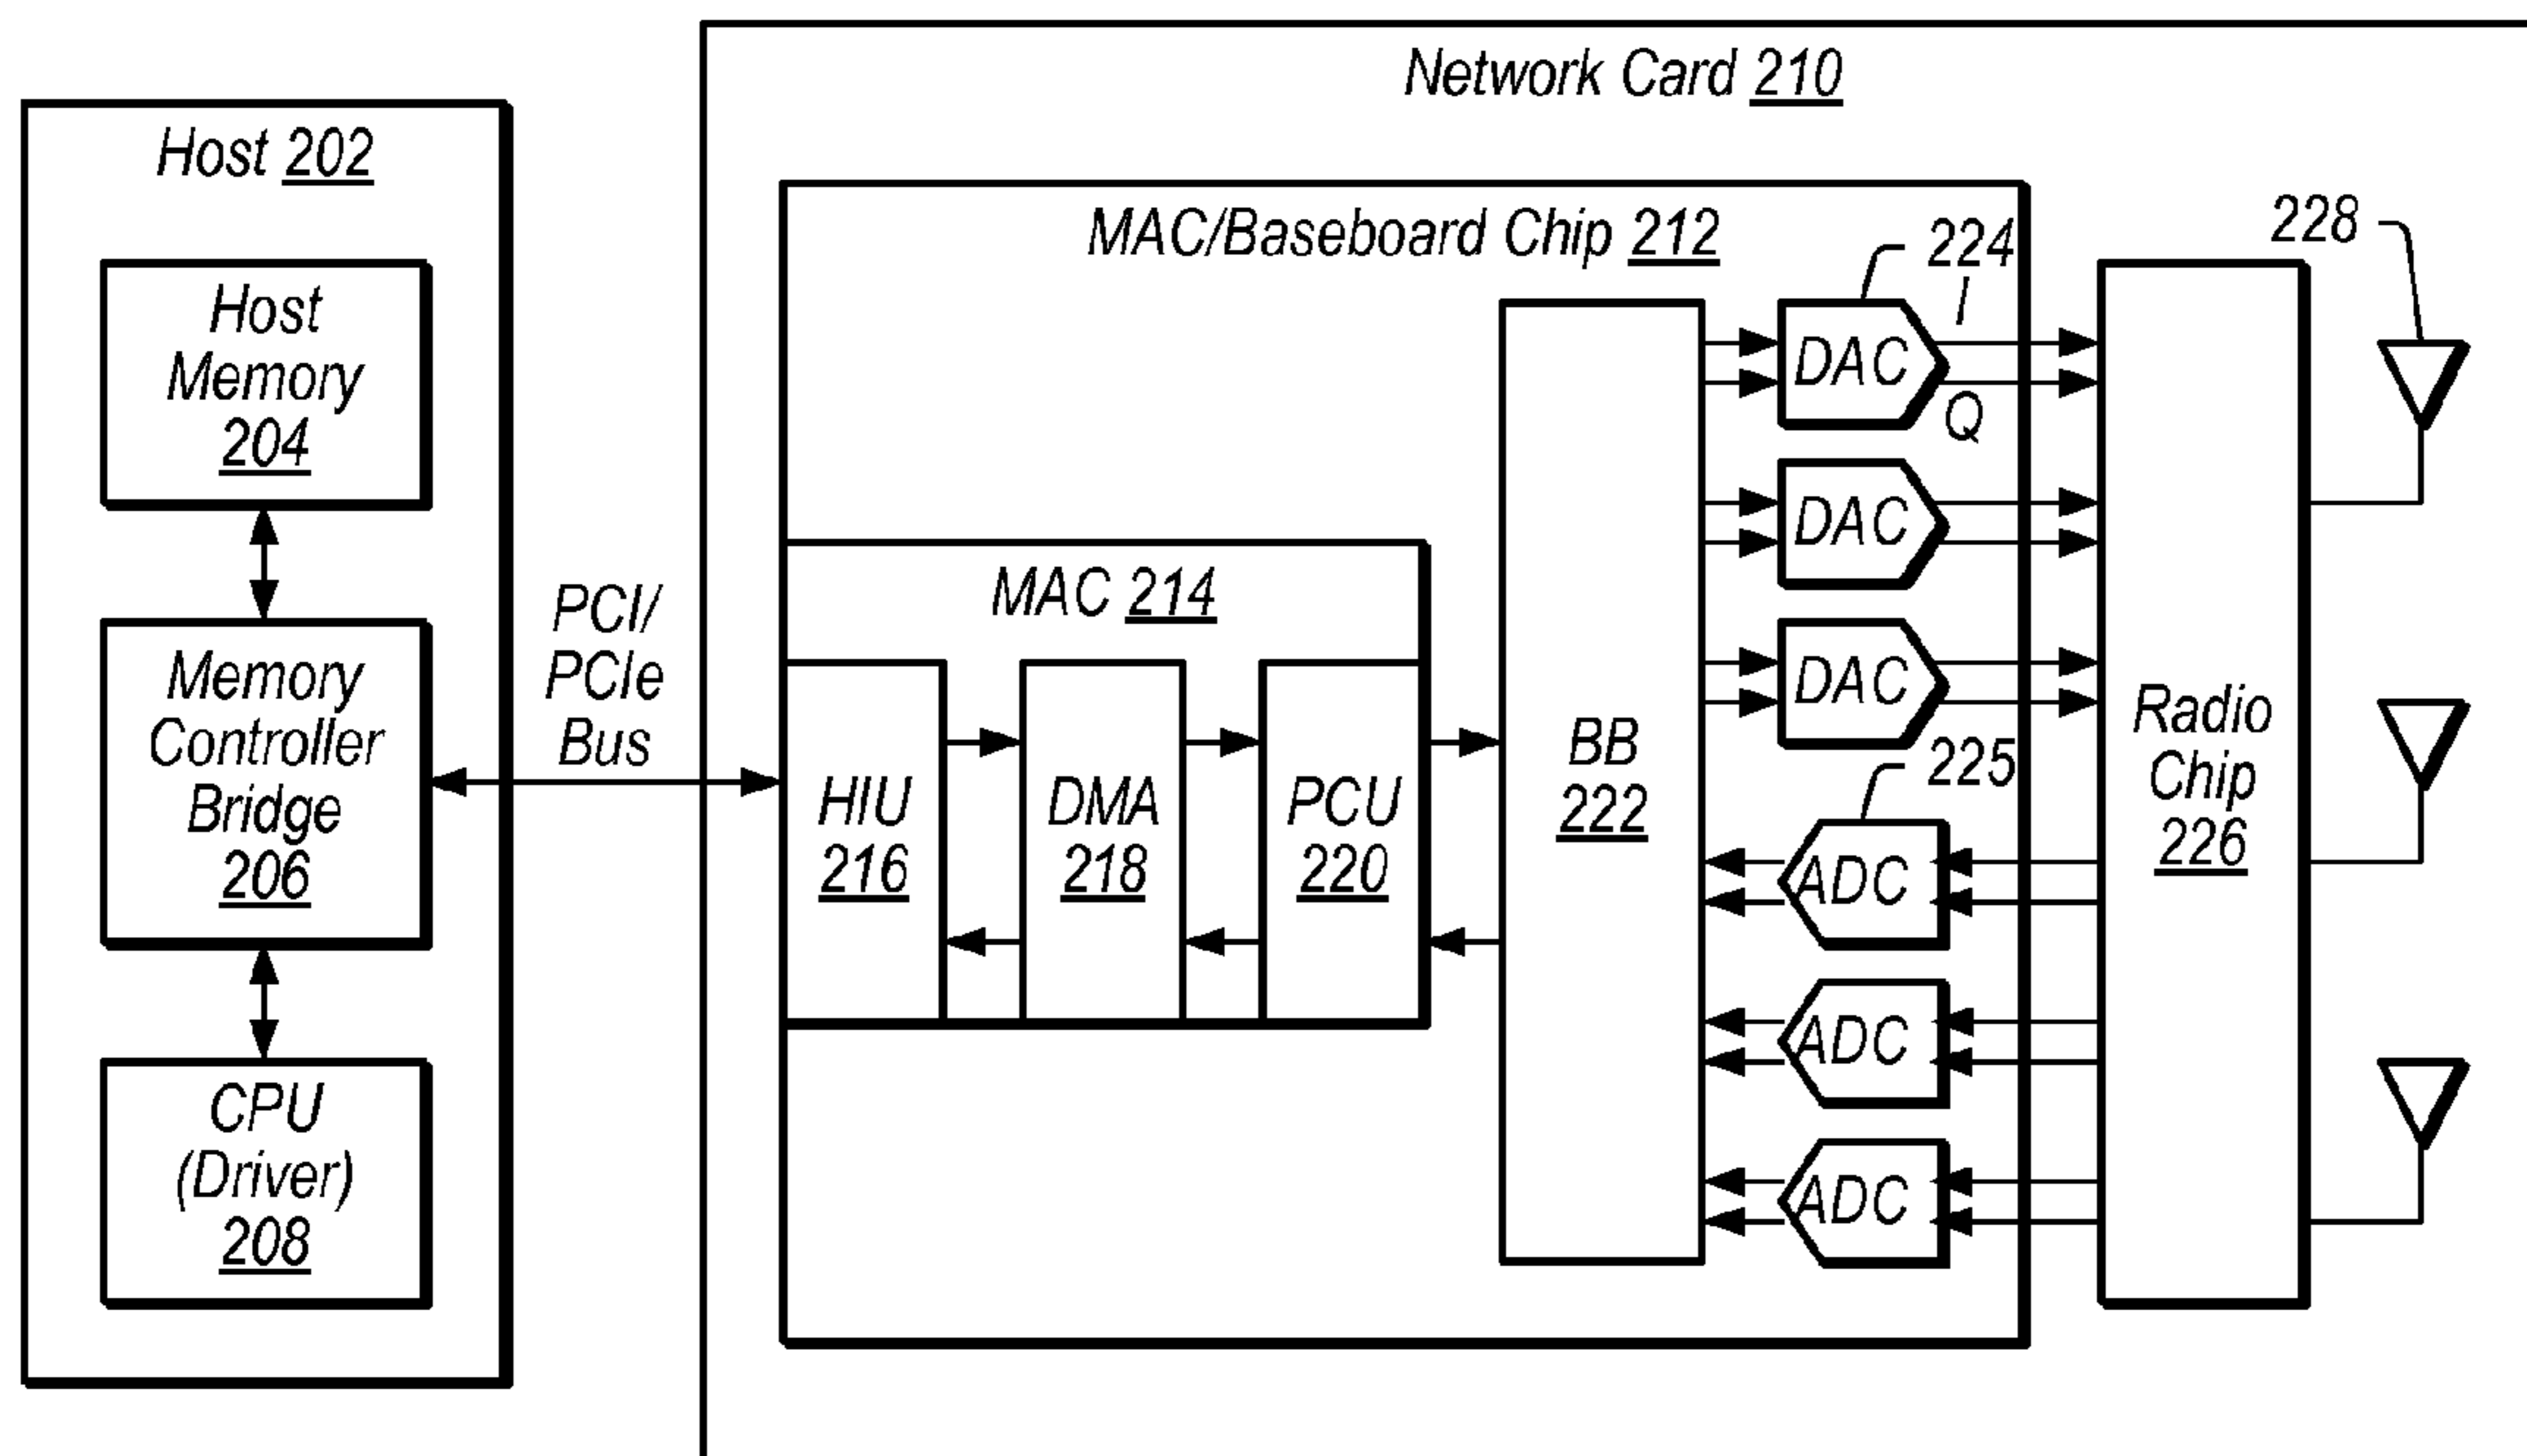 Network Card 210
Host 202
Host
Memory
204
Memory
Controller
Bridge
206
CPU
(Driver)
208
PCI/
PCIe
Bus
MAC/Baseboard Chip 212
MAC 214
HIU
216
DMA
218
PCU
220
BB
222
224
I
DAC
Q
DAC
DAC
225
ADC
ADC
ADC
Radio
Chip
226
228